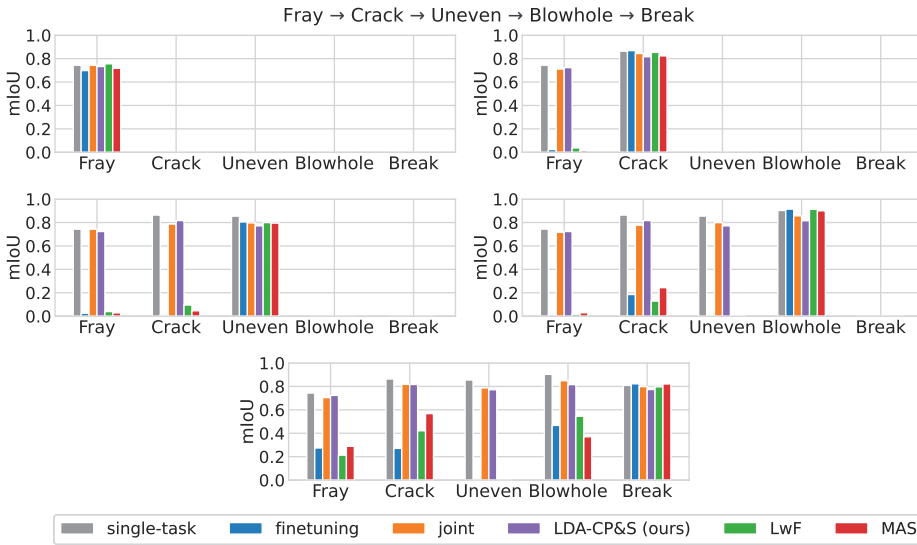 Fray → Crack → Uneven → Blowhole → Break
1.0
0.8
0.6
0.4
0.2
0.0
mIoU
Fray Crack Uneven Blowhole Break
1.0
0.8
0.6
0.4
0.2
0.0
mIoU
Fray Crack Uneven Blowhole Break
1.0
0.8
0.6
0.4
0.2
0.0
mIoU
Fray Crack Uneven Blowhole Break
1.0
0.8
0.6
0.4
0.2
0.0
mIoU
Fray Crack Uneven Blowhole Break
1.0
0.8
0.6
0.4
0.2
0.0
mIoU
Fray Crack Uneven Blowhole Break
single-task finetuning joint LDA-CP&S (ours) LwF MAS